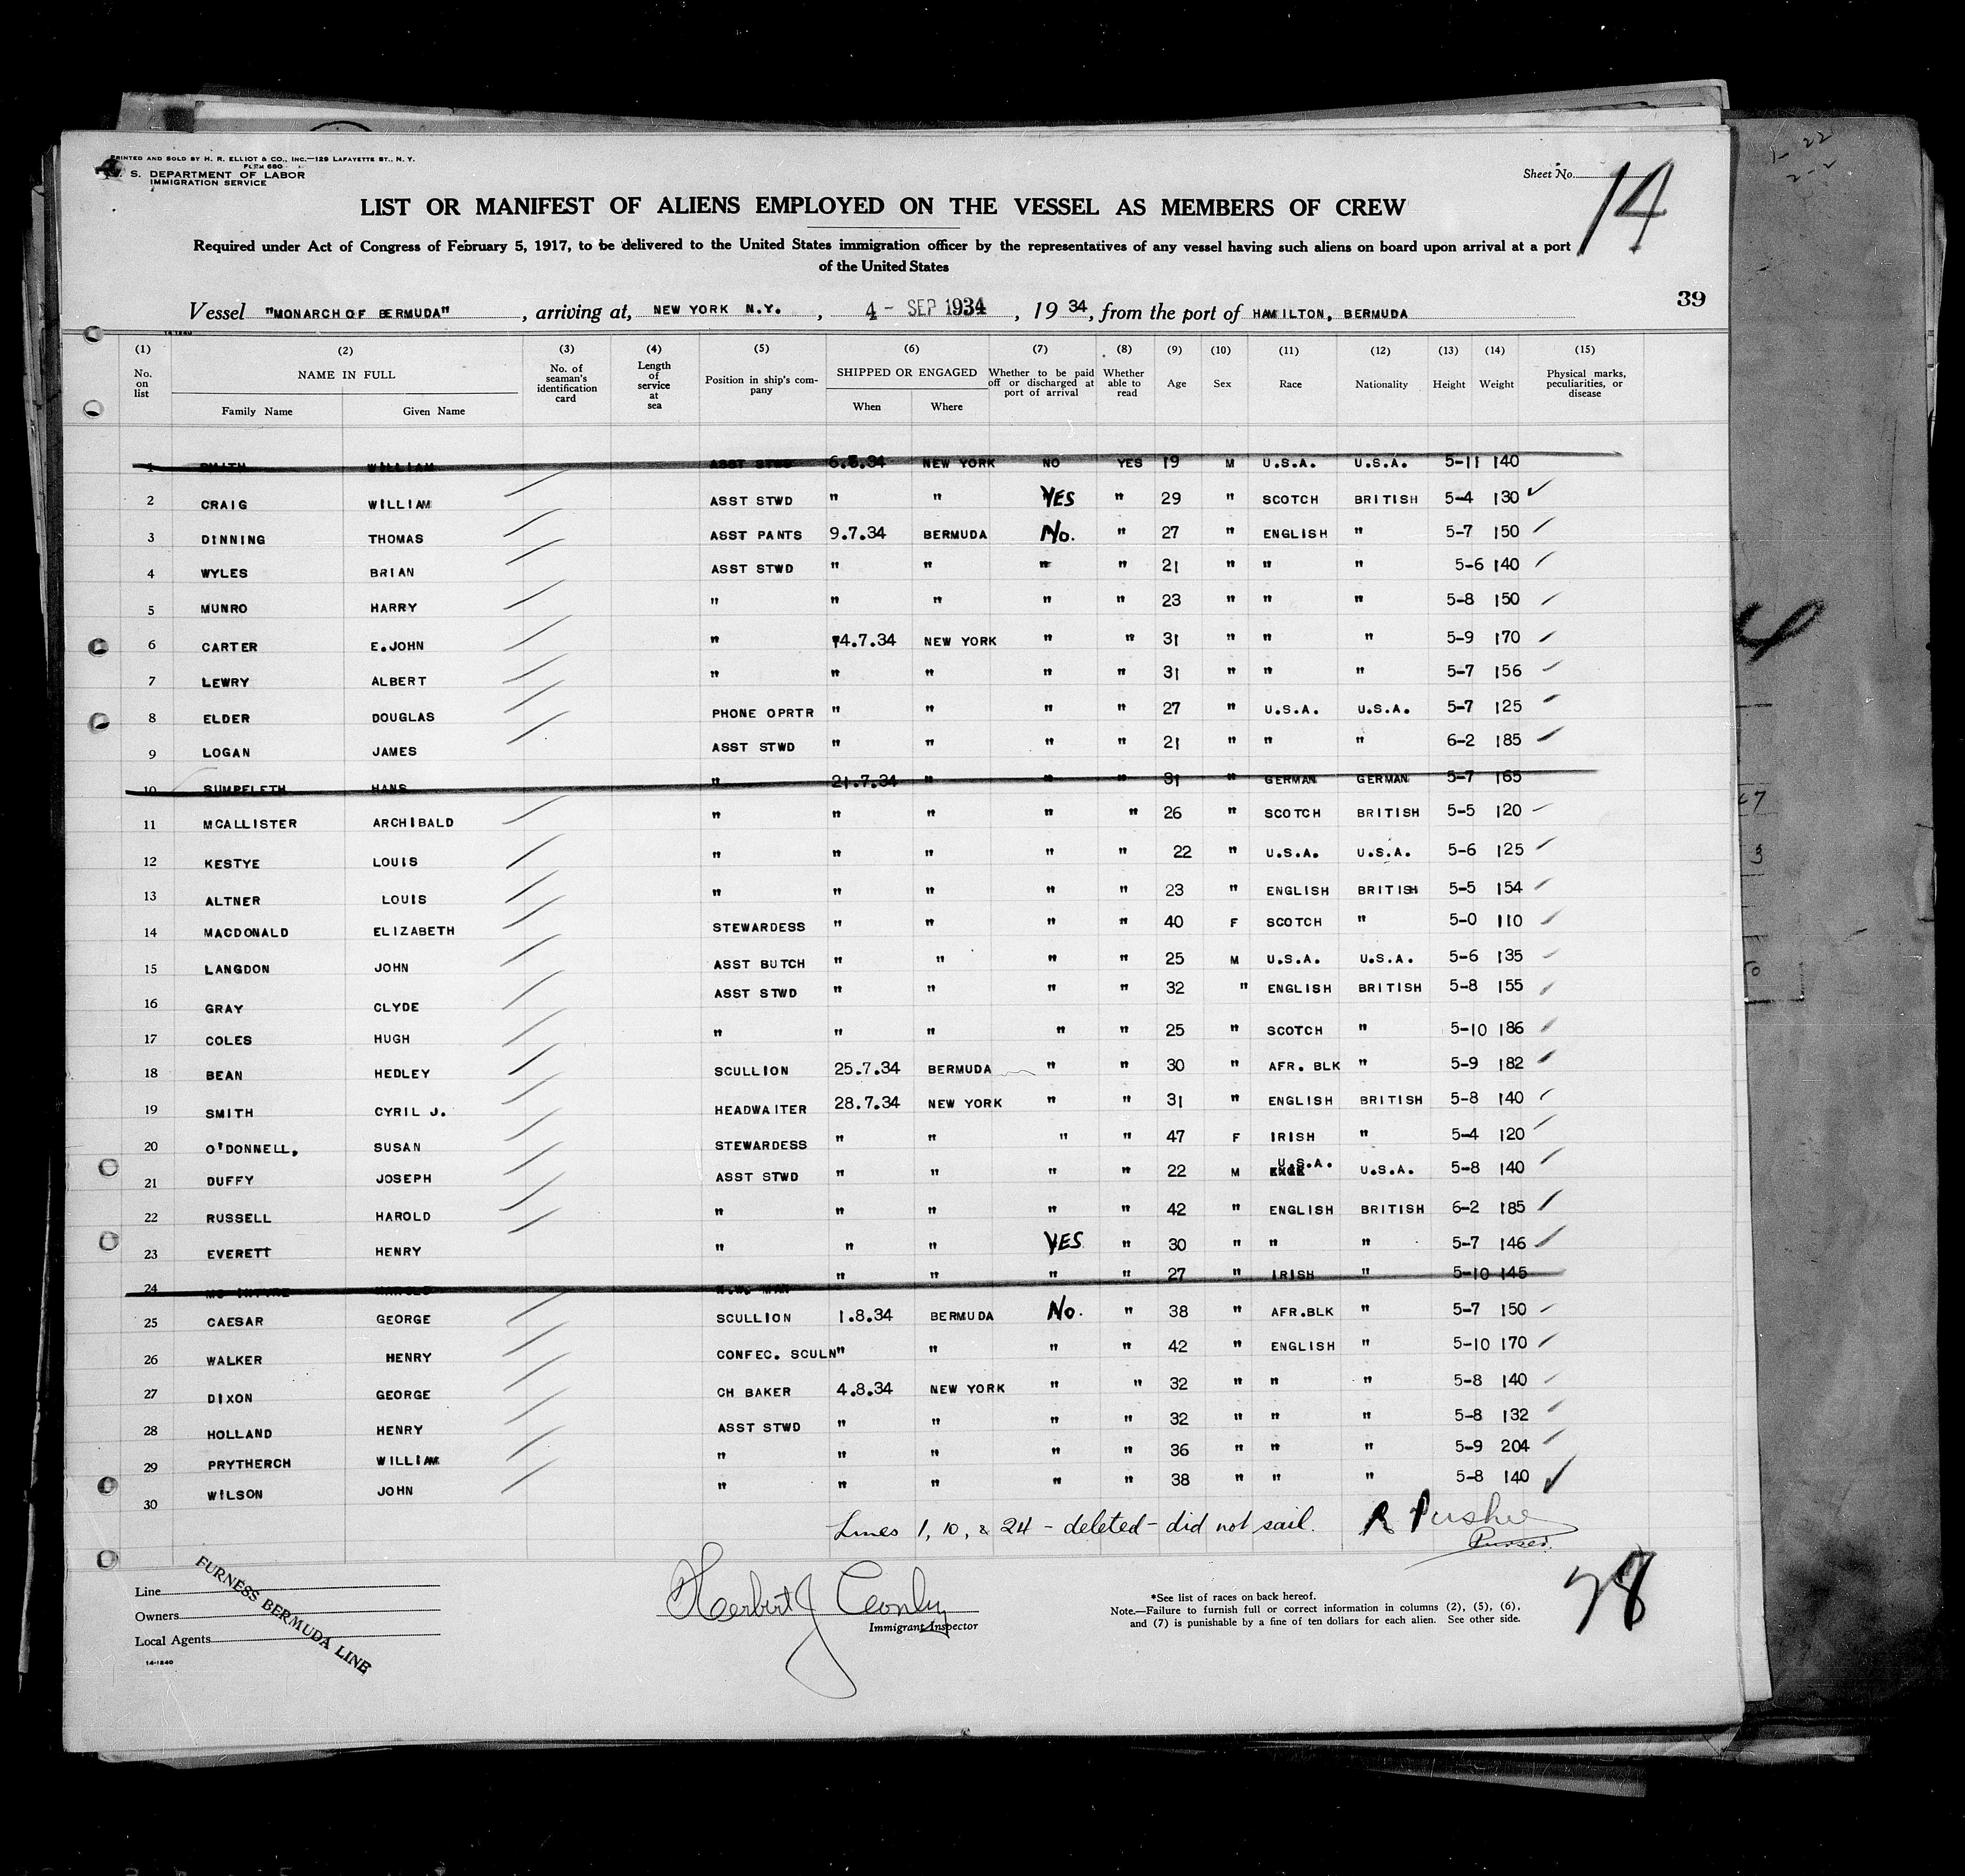 PRINTED AND SOLD BY H. R. ELLIOT & CO., INC.—129 LAFAYETTE ST., N. Y.
FORM 680
U. S. DEPARTMENT OF LABOR
IMMIGRATION SERVICE
Sheet No. 14
LIST OR MANIFEST OF ALIENS EMPLOYED ON THE VESSEL AS MEMBERS OF CREW
Required under Act of Congress of February 5, 1917, to be delivered to the United States immigration officer by the representatives of any vessel having such aliens on board upon arrival at a port
of the United States
39
Vessel "MONARCH OF BERMUDA", arriving at, NEW YORK N.Y., 4 - SEP 1934, 19 34, from the port of HAMILTON, BERMUDA
14-1240
(1) (2) (3) (4) (5) (6) (7) (8) (9) (10) (11) (12) (13) (14) (15)
No. on list NAME IN FULL Family Name Given Name No. of seaman's identification card Length of service at sea Position in ship's company SHIPPED OR ENGAGED When Where Whether to be paid off or discharged at port of arrival Whether able to read Age Sex Race Nationality Height Weight Physical marks, peculiarities, or disease
1 SMITH WILLIAM ASST STWD 6.5.34 NEW YORK NO YES 19 M U.S.A. U.S.A. 5-11 140
2 CRAIG WILLIAM ASST STWD " " YES " 29 " SCOTCH BRITISH 5-4 130
3 DINNING THOMAS ASST PANTS 9.7.34 BERMUDA No. " 27 " ENGLISH " 5-7 150
4 WYLES BRIAN ASST STWD " " " " 21 " " " 5-6 140
5 MUNRO HARRY " " " " " 23 " " " 5-8 150
6 CARTER E.JOHN " 14.7.34 NEW YORK " " 31 " " " 5-9 170
7 LEWRY ALBERT " " " " " 31 " " " 5-7 156
8 ELDER DOUGLAS PHONE OPRTR " " " " 27 " U.S.A. U.S.A. 5-7 125
9 LOGAN JAMES ASST STWD " " " " 21 " " " 6-2 185
10 SUMPFLETH HANS " 21.7.34 " " " 31 " GERMAN GERMAN 5-7 165
11 MCALLISTER ARCHIBALD " " " " " 26 " SCOTCH BRITISH 5-5 120
12 KESTYE LOUIS " " " " " 22 " U.S.A. U.S.A. 5-6 125
13 ALTNER LOUIS " " " " " 23 " ENGLISH BRITISH 5-5 154
14 MACDONALD ELIZABETH STEWARDESS " " " " 40 F SCOTCH " 5-0 110
15 LANGDON JOHN ASST BUTCH " " " " 25 M U.S.A. U.S.A. 5-6 135
16 GRAY CLYDE ASST STWD " " " " 32 " ENGLISH BRITISH 5-8 155
17 COLES HUGH " " " " " 25 " SCOTCH " 5-10 186
18 BEAN HEDLEY SCULLION 25.7.34 BERMUDA " " 30 " AFR. BLK " 5-9 182
19 SMITH CYRIL J. HEADWAITER 28.7.34 NEW YORK " " 31 " ENGLISH BRITISH 5-8 140
20 O'DONNELL, SUSAN STEWARDESS " " " " 47 F IRISH " 5-4 120
21 DUFFY JOSEPH ASST STWD " " " " 22 M U.S.A. U.S.A. 5-8 140
22 RUSSELL HAROLD " " " " " 42 " ENGLISH BRITISH 6-2 185
23 EVERETT HENRY " " " YES " 30 " " " 5-7 146
24 MC INTYRE HAROLD " " " " 27 " IRISH " 5-10 145
25 CAESAR GEORGE SCULLION 1.8.34 BERMUDA No. " 38 " AFR.BLK " 5-7 150
26 WALKER HENRY CONFEC. SCULN " " " " 42 " ENGLISH " 5-10 170
27 DIXON GEORGE CH BAKER 4.8.34 NEW YORK " " 32 " " " 5-8 140
28 HOLLAND HENRY ASST STWD " " " " 32 " " " 5-8 132
29 PRYTHERCH WILLIAM " " " " " 36 " " " 5-9 204
30 WILSON JOHN " " " " " 38 " " " 5-8 140
Lines 1, 10, & 24 - deleted - did not sail. R Purser.
Line
Owners
Local Agents
FURNESS BERMUDA LINE
14-1240
Herbert J
Immigrant Inspector
*See list of races on back hereof.
Note.—Failure to furnish full or correct information in columns (2), (5), (6),
and (7) is punishable by a fine of ten dollars for each alien. See other side.
78